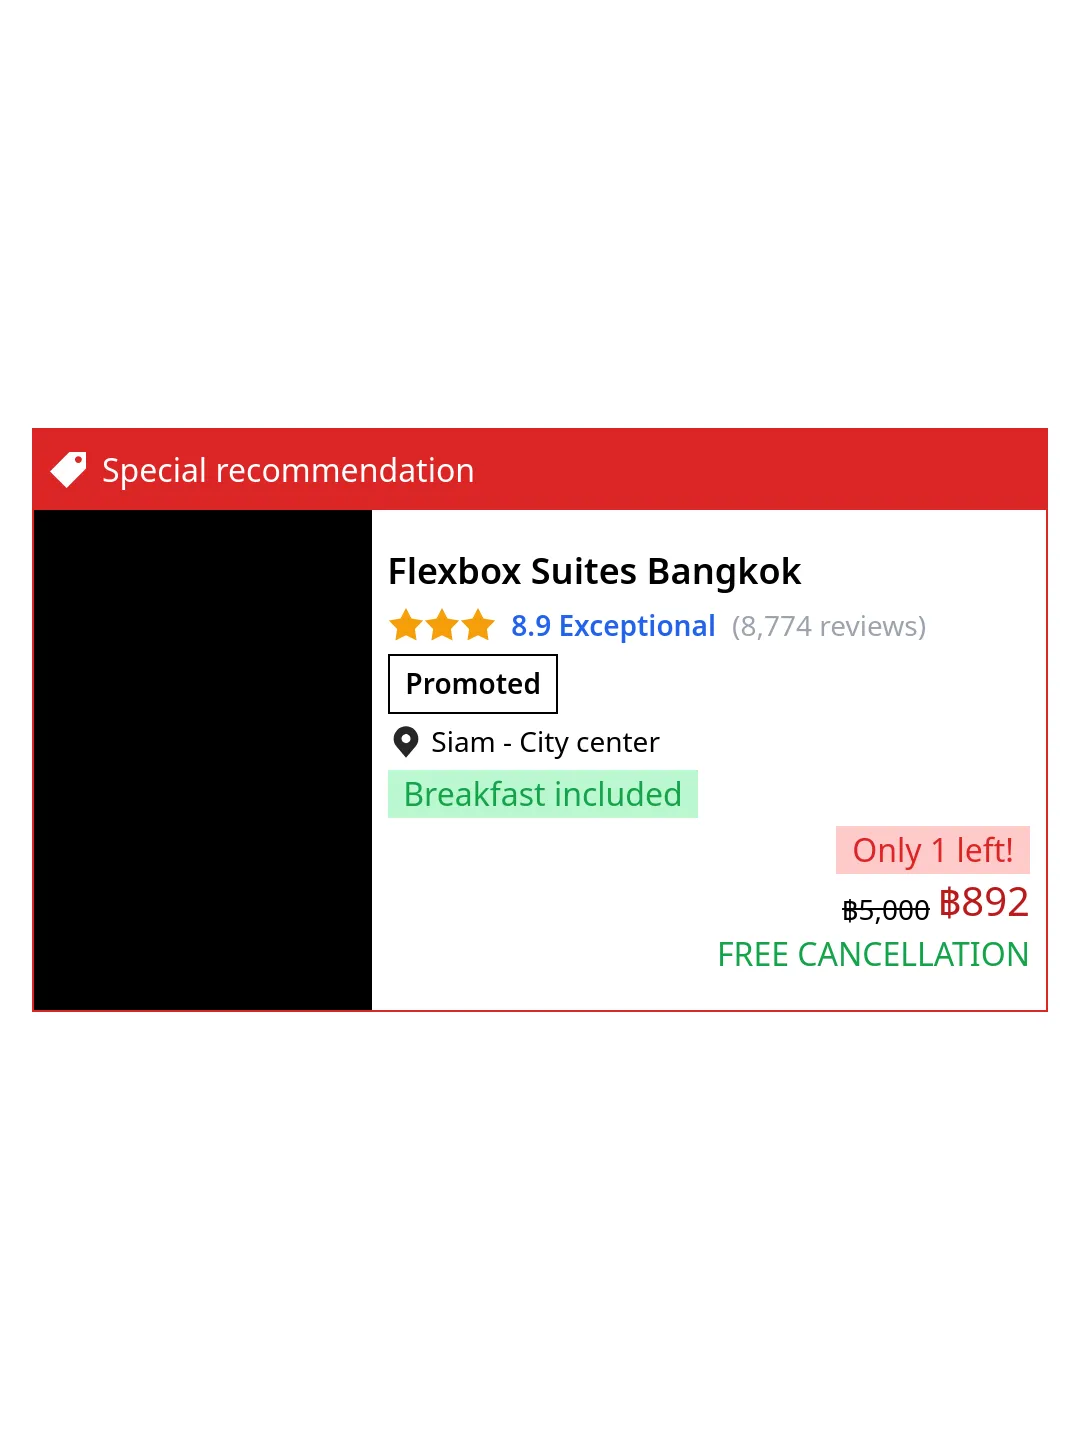 Special recommendation
Flexbox Suites Bangkok
8.9 Exceptional (8,774 reviews)
Promoted
Siam - City center
Breakfast included
Only 1 left!
฿5,000 ฿892
FREE CANCELLATION